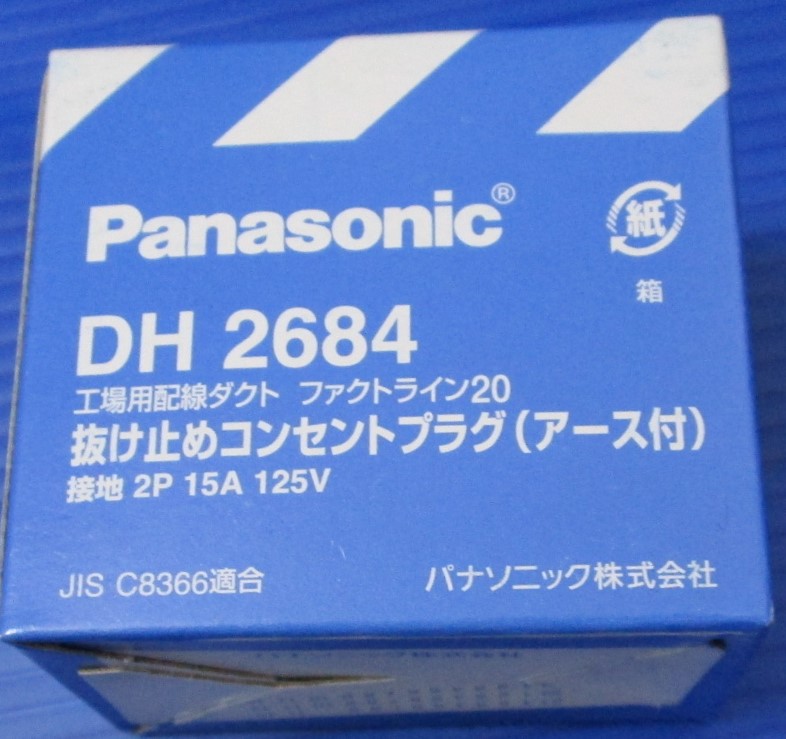 Panasonic®
紙
箱
DH 2684
工場用配線ダクト ファクトライン20
抜け止めコンセントプラグ(アース付)
接地 2P 15A 125V
JIS C8366適合
パナソニック株式会社